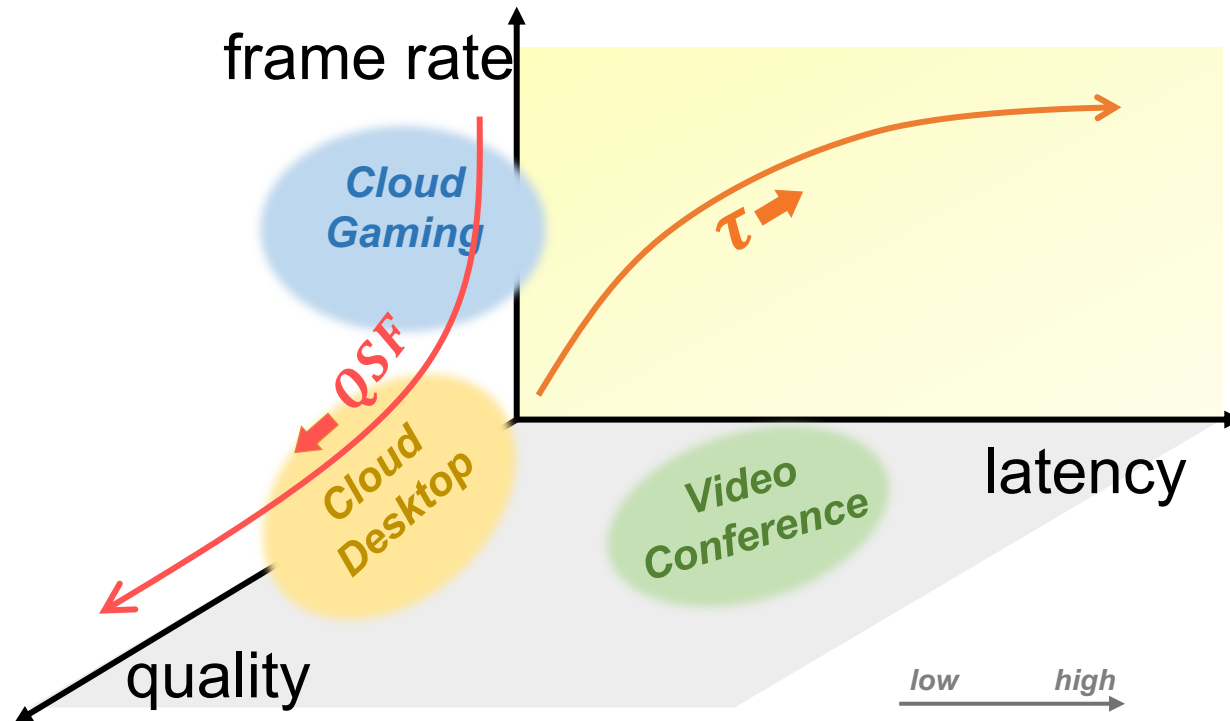 frame rate
Cloud
Gaming
τ
QSF
Cloud
Desktop
Video
Conference
latency
quality
low high